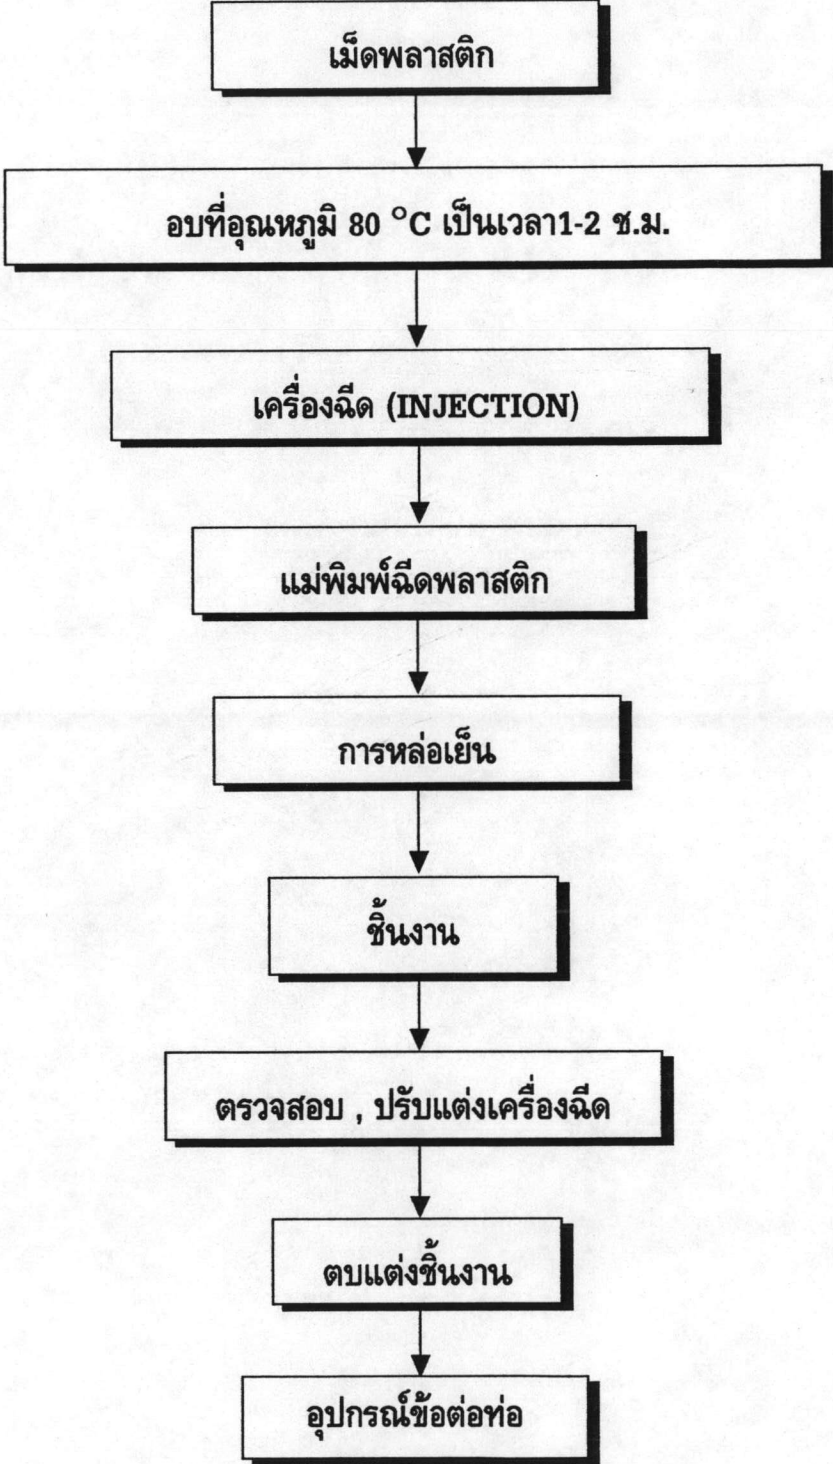 เม็ดพลาสติก
อบที่อุณหภูมิ 80 °C เป็นเวลา1-2 ช.ม.
เครื่องฉีด (INJECTION)
แม่พิมพ์ฉีดพลาสติก
การหล่อเย็น
ชิ้นงาน
ตรวจสอบ , ปรับแต่งเครื่องฉีด
ตบแต่งชิ้นงาน
อุปกรณ์ข้อต่อท่อ